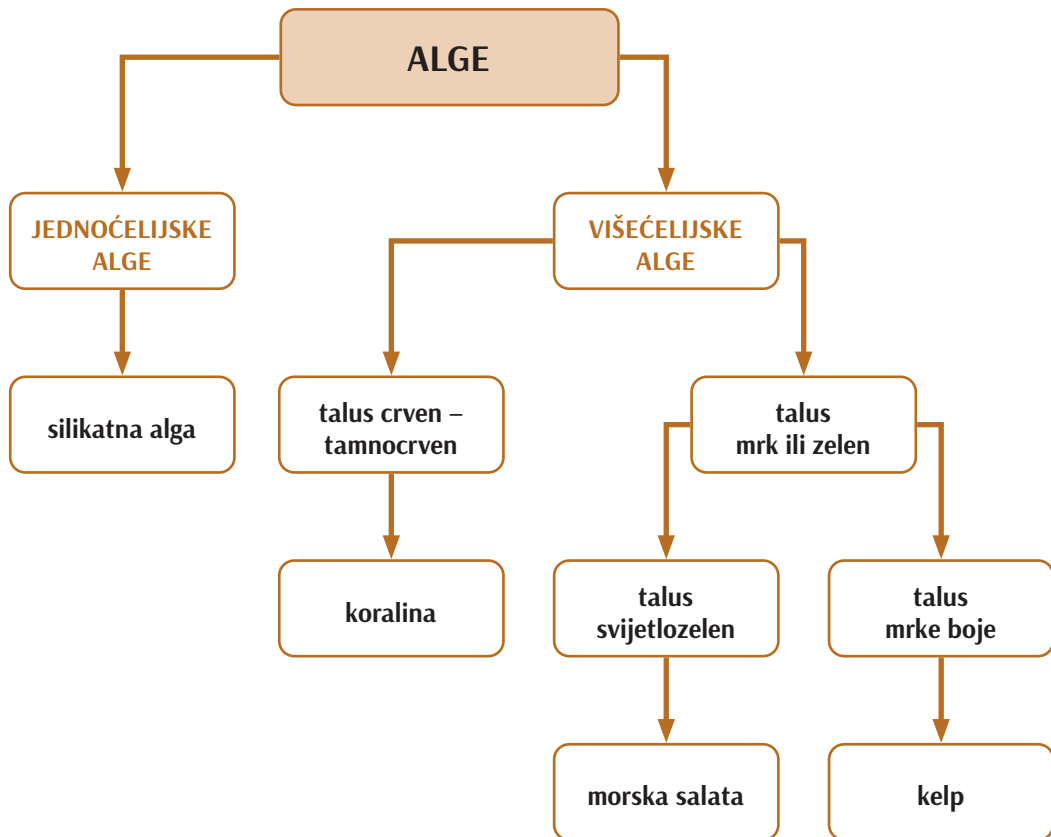 ALGE
JEDNOĆELIJSKE
ALGE
VIŠEĆELIJSKE
ALGE
silikatna alga
talus crven –
tamnocrven
talus
mrk ili zelen
koralina
talus
svijetlozelen
talus
mrke boje
morska salata
kelp